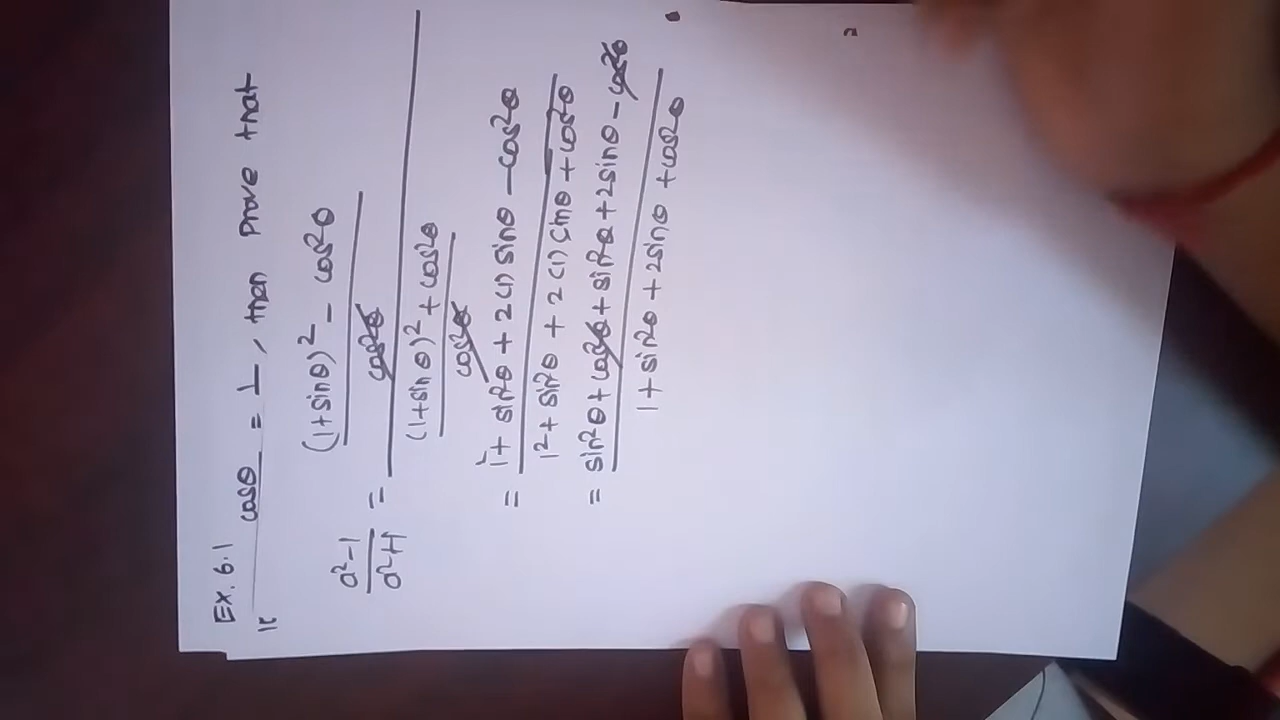 Ex. 6.1
If cosθ = 1, then prove that
(1+sinθ)² - cos²θ
cos²θ
a²-1
a²+1
=
(1+sinθ)² + cos²θ
cos²θ
= 1² + sin²θ + 2(1) sinθ - cos²θ
1² + sin²θ + 2(1) sinθ + cos²θ
= sin²θ + cos²θ + sin²θ + 2sinθ - cos²θ
1 + sin²θ + 2sinθ + cos²θ